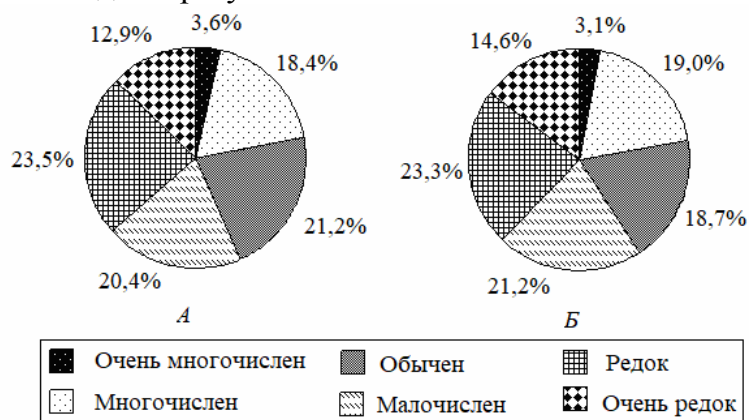 12,9%
3,6%
18,4%
23,5%
21,2%
20,4%
А
14,6%
3,1%
19,0%
23,3%
18,7%
21,2%
Б
Очень многочислен
Обычен
Редок
Многочислен
Малочислен
Очень редок